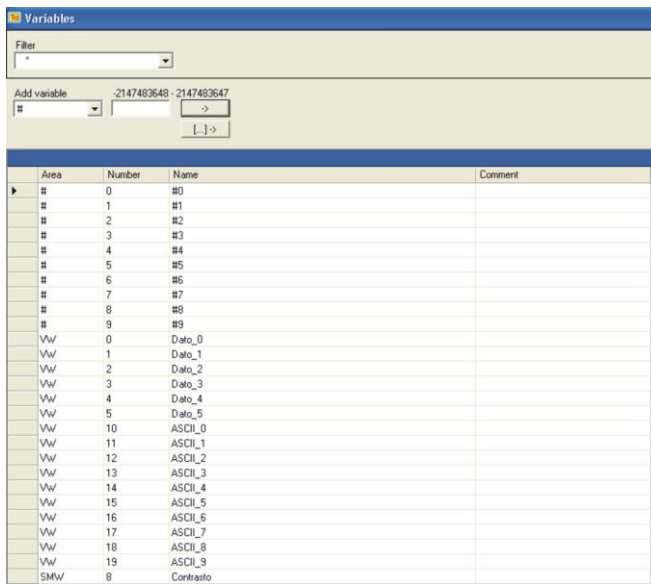 Variables
Filter
*
Add variable -2147483648 - 2147483647
# ->
[...] ->
Area Number Name Comment
# 0 #0
# 1 #1
# 2 #2
# 3 #3
# 4 #4
# 5 #5
# 6 #6
# 7 #7
# 8 #8
# 9 #9
VW 0 Dato_0
VW 1 Dato_1
VW 2 Dato_2
VW 3 Dato_3
VW 4 Dato_4
VW 5 Dato_5
VW 10 ASCII_0
VW 11 ASCII_1
VW 12 ASCII_2
VW 13 ASCII_3
VW 14 ASCII_4
VW 15 ASCII_5
VW 16 ASCII_6
VW 17 ASCII_7
VW 18 ASCII_8
VW 19 ASCII_9
SMW 8 Contrasto